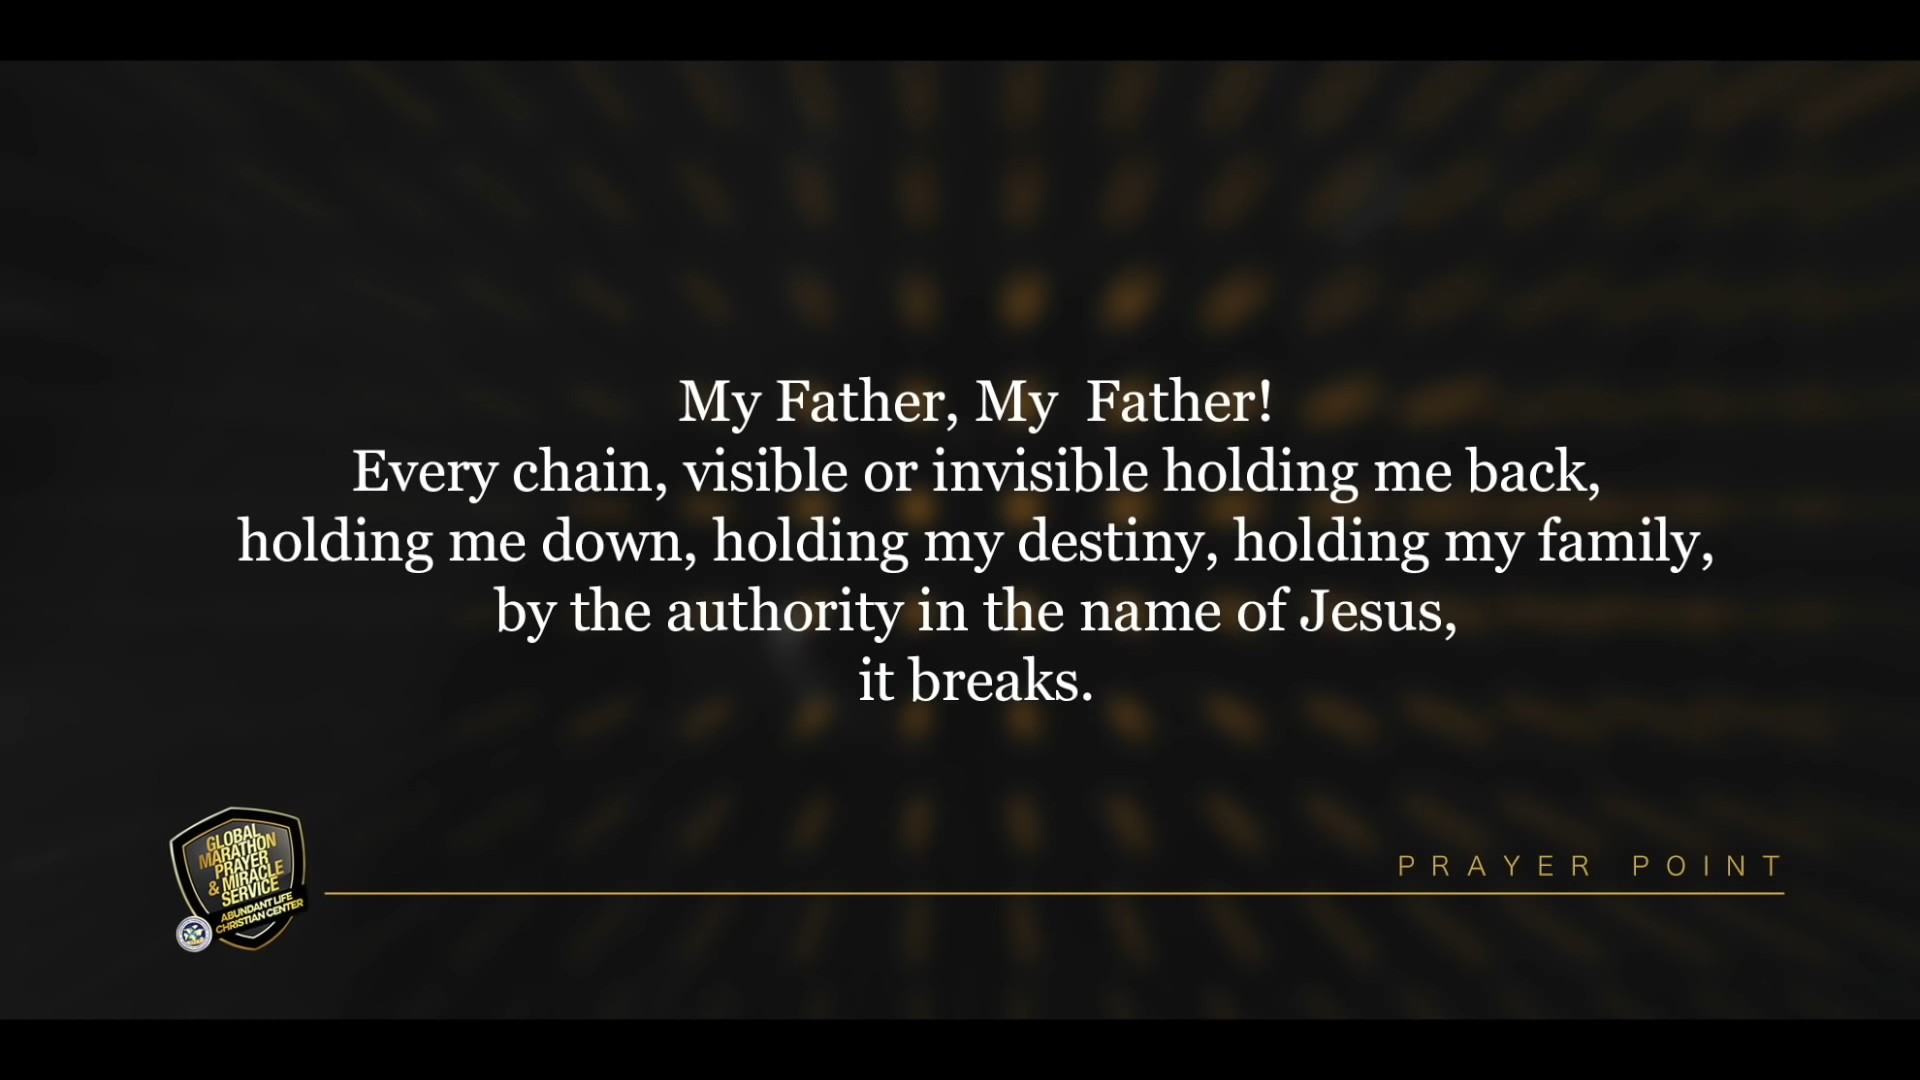 My Father, My  Father!
Every chain, visible or invisible holding me back,
holding me down, holding my destiny, holding my family,
by the authority in the name of Jesus,
it breaks.
PRAYER POINT
GLOBAL
MARATHON
PRAYER
& MIRACLE
SERVICE
ABUNDANT LIFE
CHRISTIAN CENTER